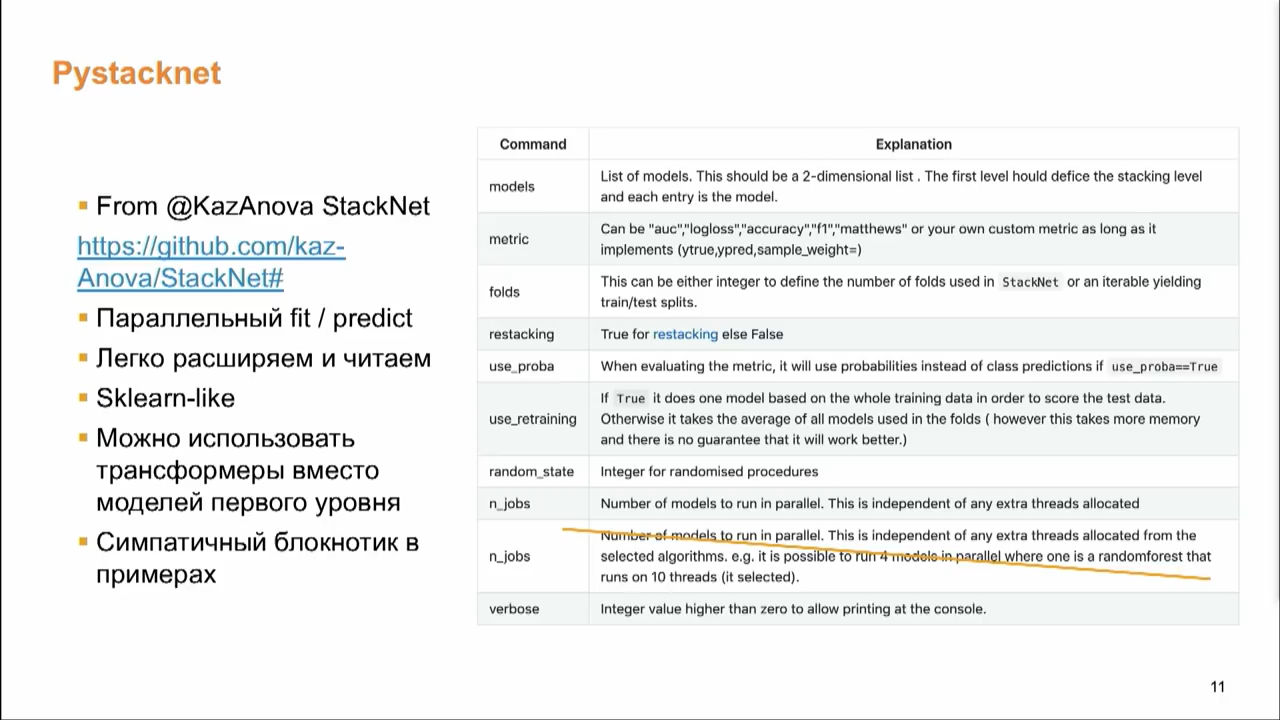 Pystacknet
From @KazAnova StackNet
https://github.com/kaz-
Anova/StackNet#
Параллельный fit / predict
Легко расширяем и читаем
Sklearn-like
Можно использовать
трансформеры вместо
моделей первого уровня
Симпатичный блокнотик в
примерах
Command Explanation
models
List of models. This should be a 2-dimensional list . The first level hould defice the stacking level
and each entry is the model.
metric
Can be "auc","logloss","accuracy","f1","matthews" or your own custom metric as long as it
implements (ytrue,ypred,sample_weight=)
folds
This can be either integer to define the number of folds used in StackNet or an iterable yielding
train/test splits.
restacking True for restacking else False
use_proba When evaluating the metric, it will use probabilities instead of class predictions if use_proba==True
use_retraining
If True it does one model based on the whole training data in order to score the test data.
Otherwise it takes the average of all models used in the folds ( however this takes more memory
and there is no guarantee that it will work better.)
random_state Integer for randomised procedures
n_jobs Number of models to run in parallel. This is independent of any extra threads allocated
n_jobs
Number of models to run in parallel. This is independent of any extra threads allocated from the
selected algorithms. e.g. it is possible to run 4 models in parallel where one is a randomforest that
runs on 10 threads (it selected).
verbose Integer value higher than zero to allow printing at the console.
11